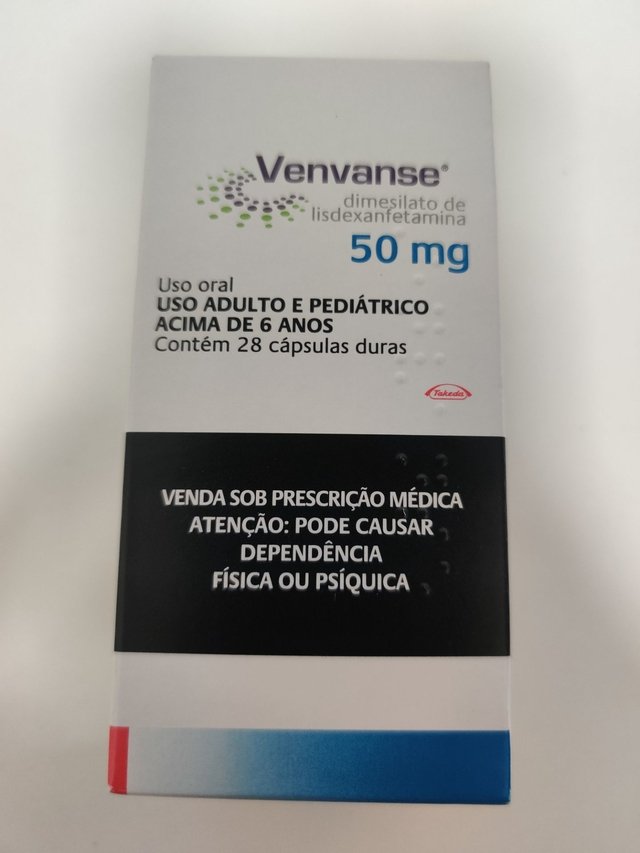 Venvanse®
dimesilato de
lisdexanfetamina
50 mg
Uso oral
USO ADULTO E PEDIÁTRICO
ACIMA DE 6 ANOS
Contém 28 cápsulas duras
Takeda
VENDA SOB PRESCRIÇÃO MÉDICA
ATENÇÃO: PODE CAUSAR
DEPENDÊNCIA
FÍSICA OU PSÍQUICA